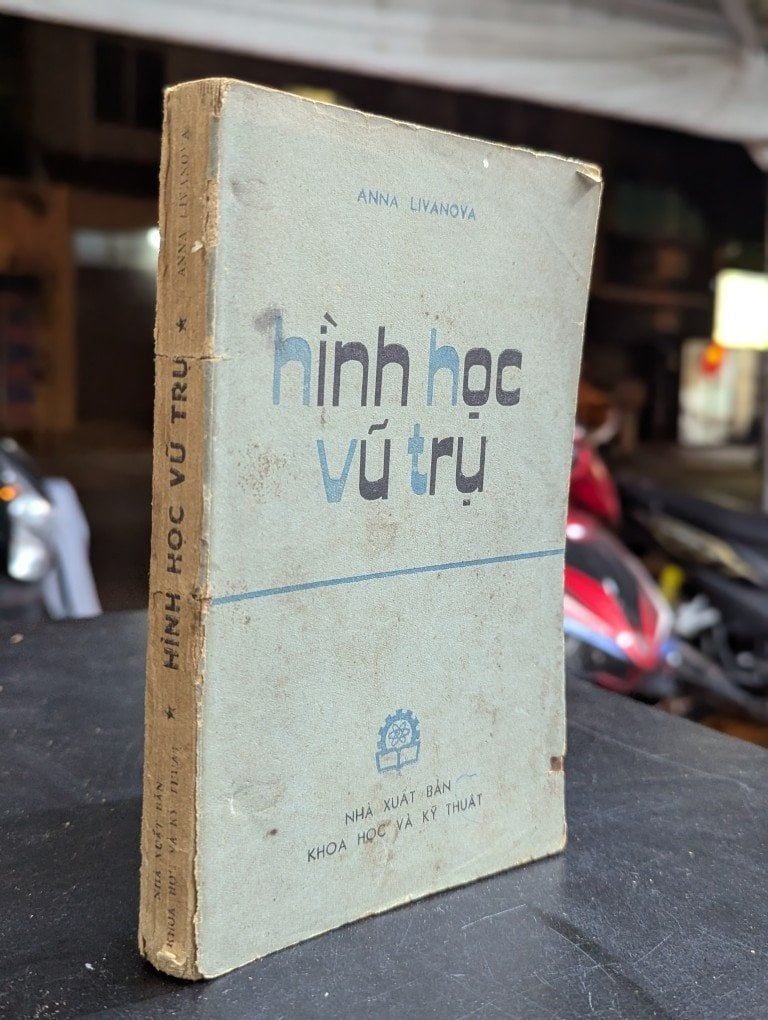 ANNA LIVANOVA
hình học
vũ trụ
NHÀ XUẤT BẢN
KHOA HỌC VÀ KỸ THUẬT
ANNA LIVANOVA
★
HÌNH HỌC VŨ TRỤ
★
NHÀ XUẤT BẢN
KHOA HỌC VÀ KỸ THUẬT